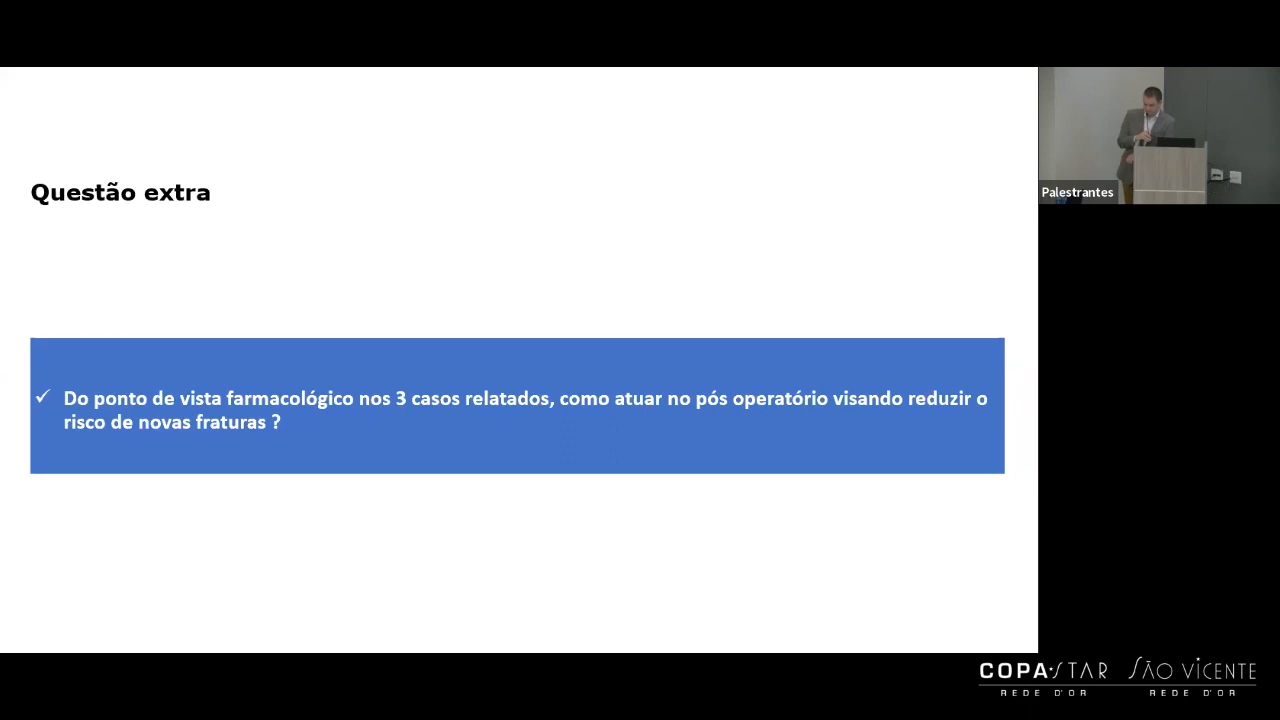 Questão extra
✓ Do ponto de vista farmacológico nos 3 casos relatados, como atuar no pós operatório visando reduzir o
risco de novas fraturas ?
Palestrantes
COPA STAR SÃO VICENTE
REDE D'OR REDE D'OR